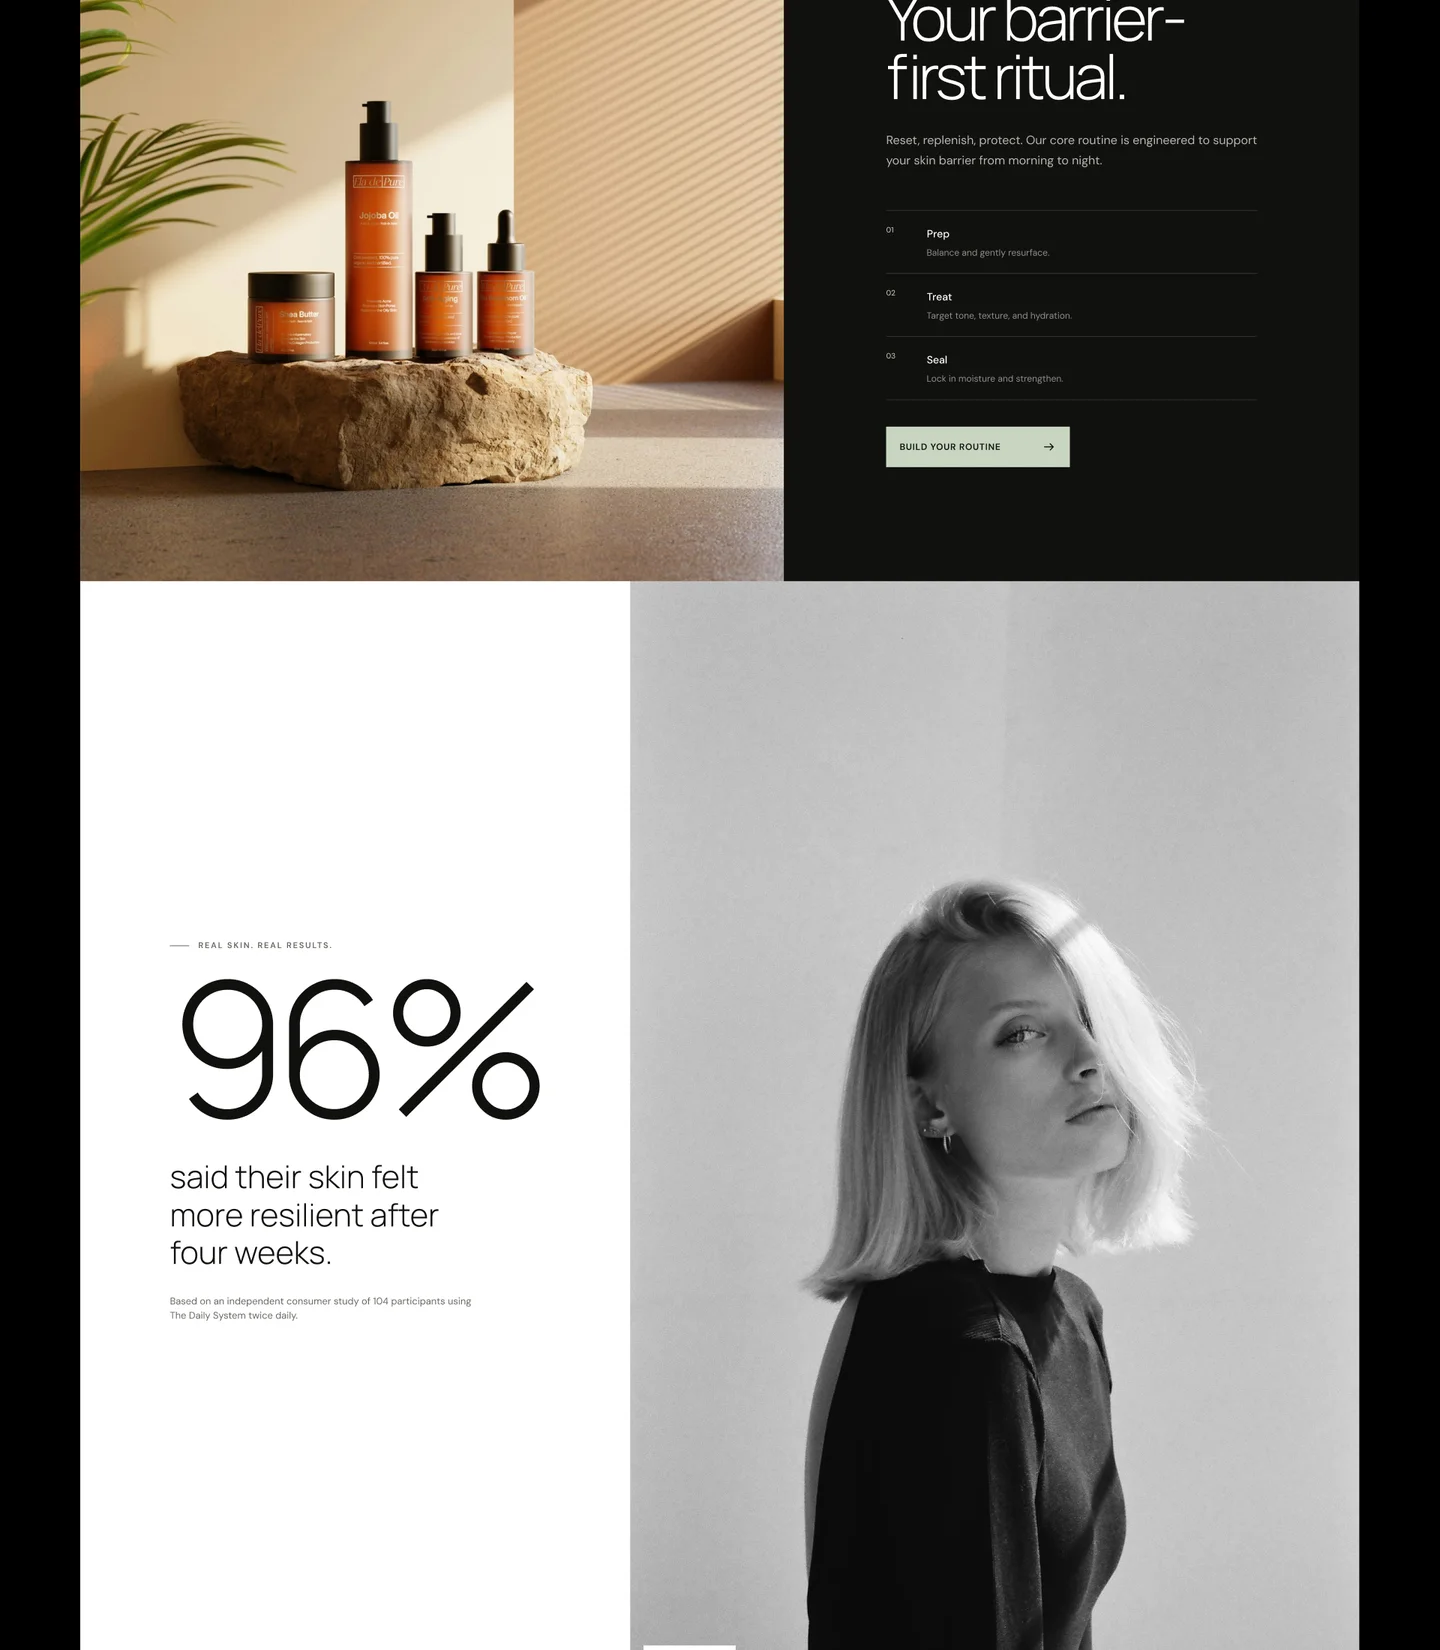 Your barrier-
first ritual.
Reset, replenish, protect. Our core routine is engineered to support
your skin barrier from morning to night.
01
Prep
Balance and gently resurface.
02
Treat
Target tone, texture, and hydration.
03
Seal
Lock in moisture and strengthen.
BUILD YOUR ROUTINE
Jojoba Oil
Shea Butter
REAL SKIN. REAL RESULTS.
96%
said their skin felt
more resilient after
four weeks.
Based on an independent consumer study of 104 participants using
The Daily System twice daily.